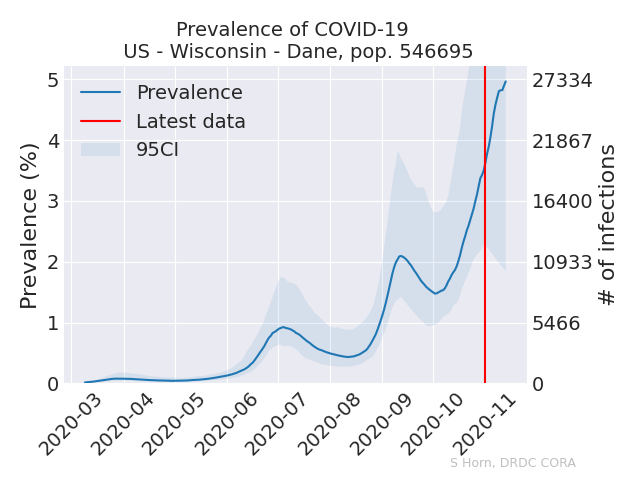 Prevalence of COVID-19
US - Wisconsin - Dane, pop. 546695
Prevalence
Latest data
95CI
Prevalence (%)
5
4
3
2
1
0
27334
21867
16400
10933
5466
0
# of infections
2020-03
2020-04
2020-05
2020-06
2020-07
2020-08
2020-09
2020-10
2020-11
S Horn, DRDC CORA